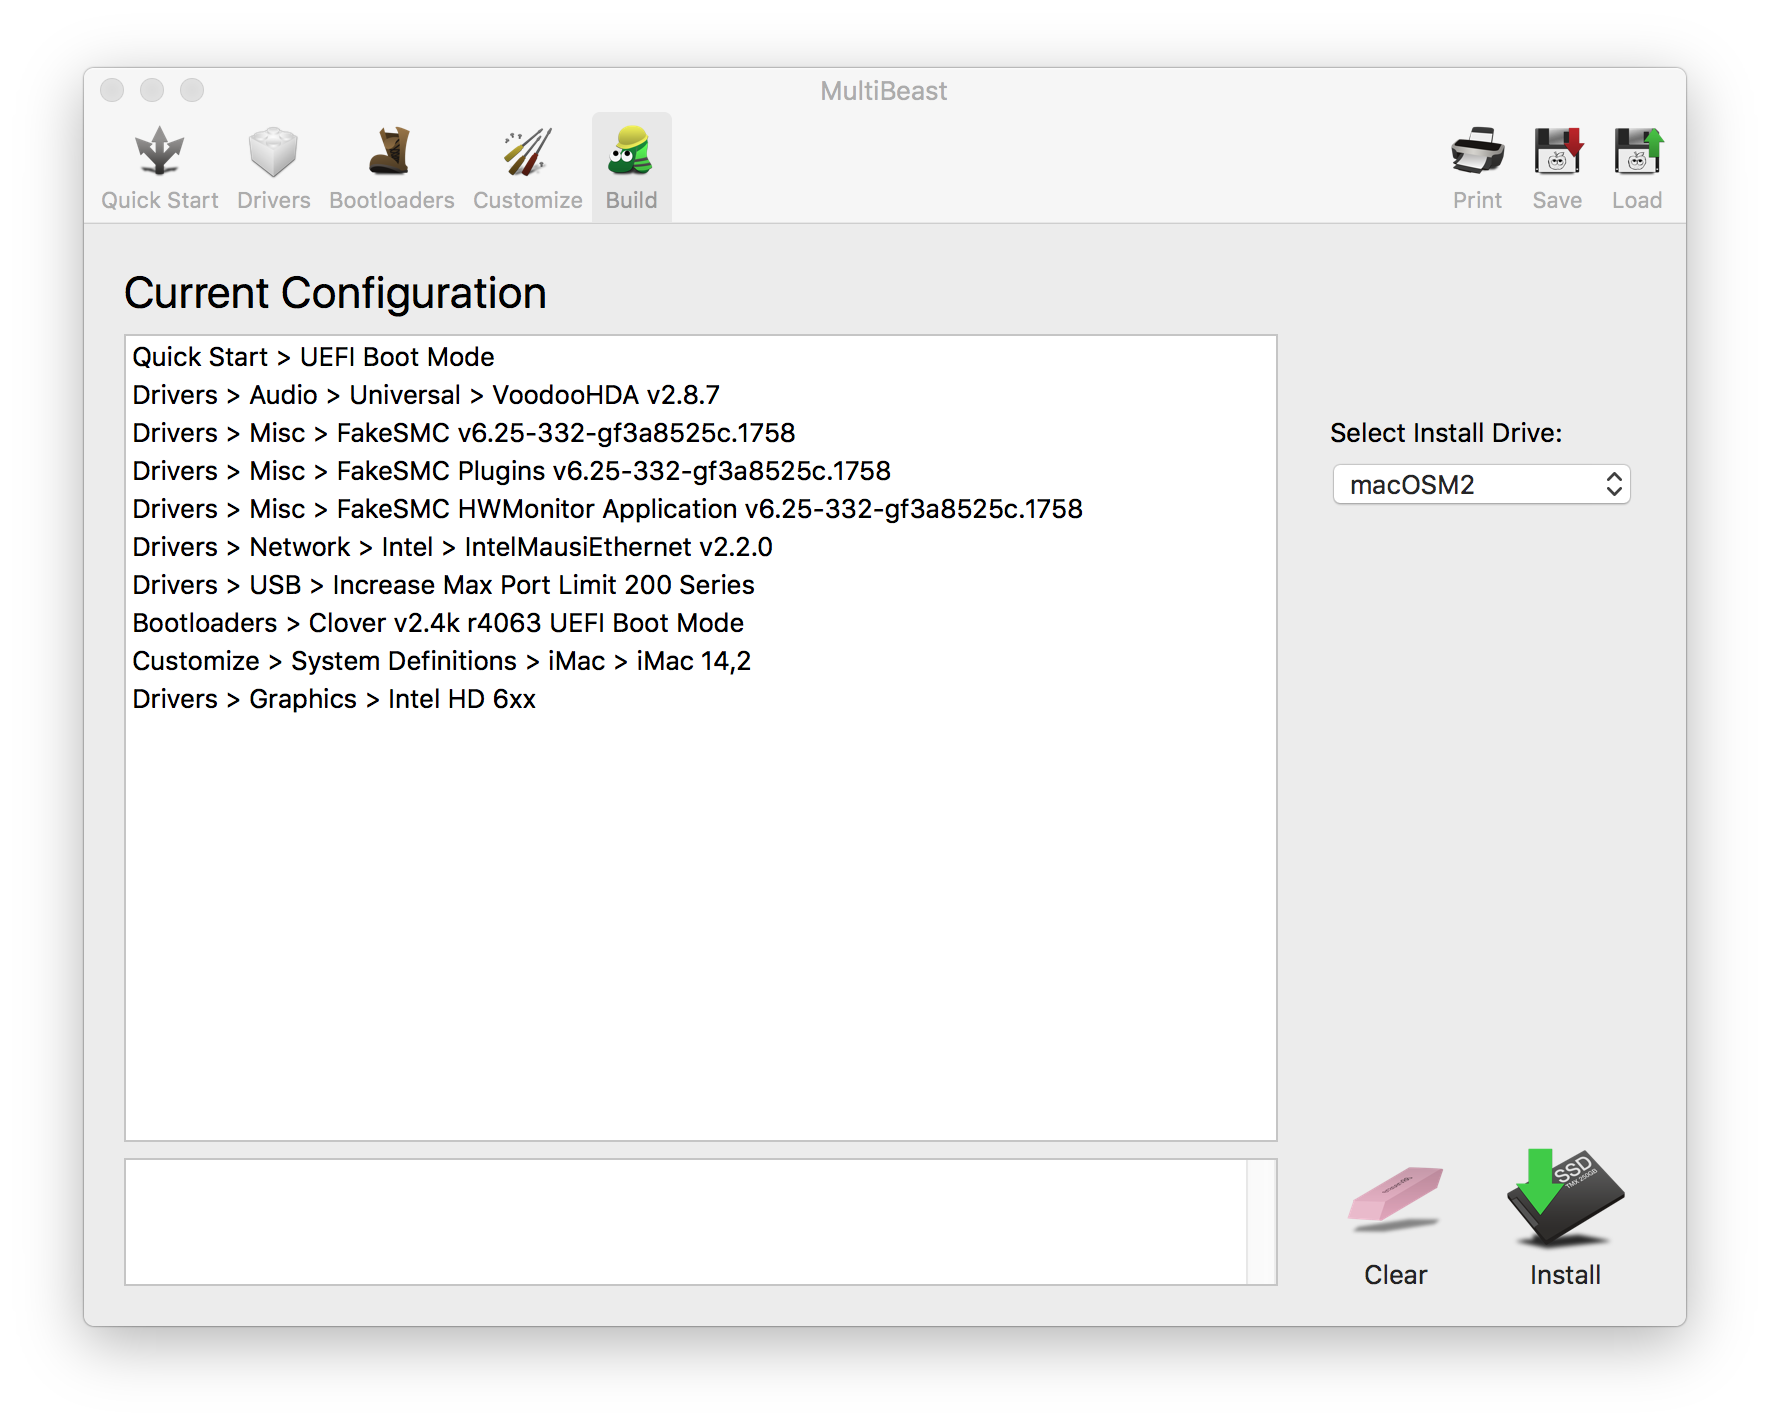 MultiBeast
Quick Start
Drivers
Bootloaders
Customize
Build
Print
Save
Load
Current Configuration
Quick Start > UEFI Boot Mode
Drivers > Audio > Universal > VoodooHDA v2.8.7
Drivers > Misc > FakeSMC v6.25-332-gf3a8525c.1758
Drivers > Misc > FakeSMC Plugins v6.25-332-gf3a8525c.1758
Drivers > Misc > FakeSMC HWMonitor Application v6.25-332-gf3a8525c.1758
Drivers > Network > Intel > IntelMausiEthernet v2.2.0
Drivers > USB > Increase Max Port Limit 200 Series
Bootloaders > Clover v2.4k r4063 UEFI Boot Mode
Customize > System Definitions > iMac > iMac 14,2
Drivers > Graphics > Intel HD 6xx
Select Install Drive:
macOSM2
SSD
TMX 250GB
Clear
Install